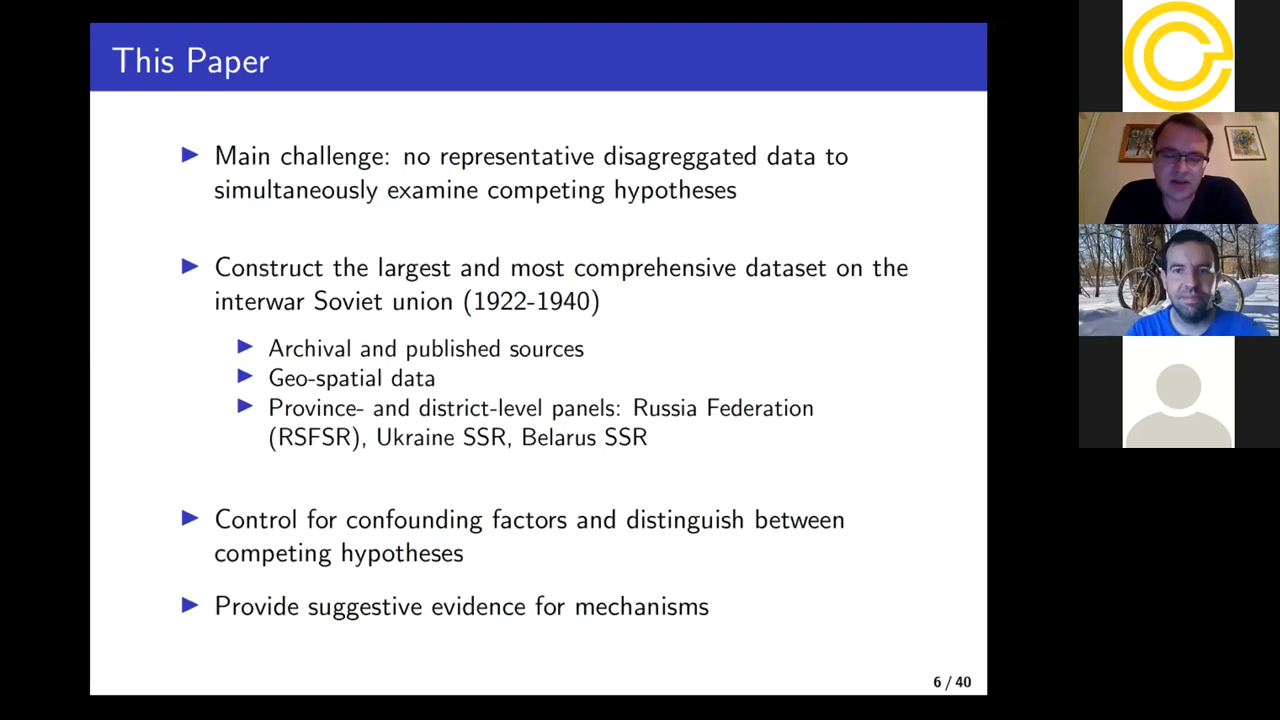 This Paper
Main challenge: no representative disagreggated data to
simultaneously examine competing hypotheses
Construct the largest and most comprehensive dataset on the
interwar Soviet union (1922-1940)
Archival and published sources
Geo-spatial data
Province- and district-level panels: Russia Federation
(RSFSR), Ukraine SSR, Belarus SSR
Control for confounding factors and distinguish between
competing hypotheses
Provide suggestive evidence for mechanisms
6 / 40